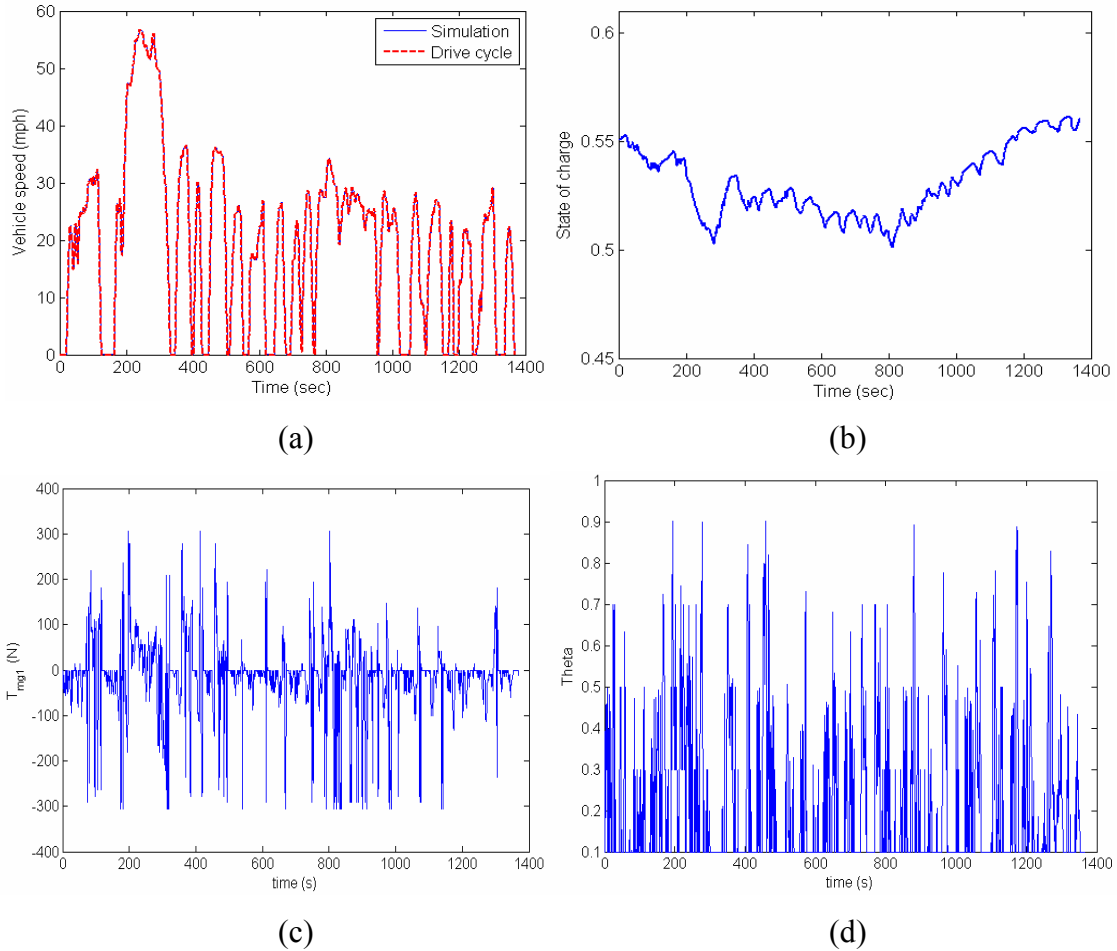 60
50
40
30
20
10
0
Vehicle speed (mph)
Simulation
Drive cycle
0 200 400 600 800 1000 1200 1400
Time (sec)
(a)
0.6
0.55
0.5
0.45
State of charge
0 200 400 600 800 1000 1200 1400
Time (sec)
(b)
400
300
200
100
0
-100
-200
-300
-400
T_mg1 (N)
0 200 400 600 800 1000 1200 1400
time (s)
(c)
1
0.9
0.8
0.7
0.6
0.5
0.4
0.3
0.2
0.1
Theta
0 200 400 600 800 1000 1200 1400
time (s)
(d)